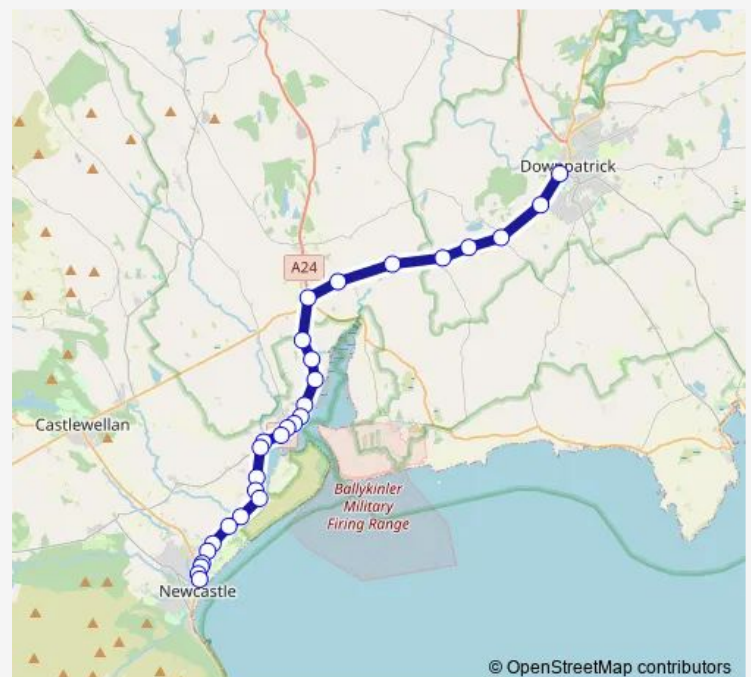 Downpatrick
A24
Castlewellan
Ballykinler
Military
Firing Range
Newcastle
© OpenStreetMap contributors